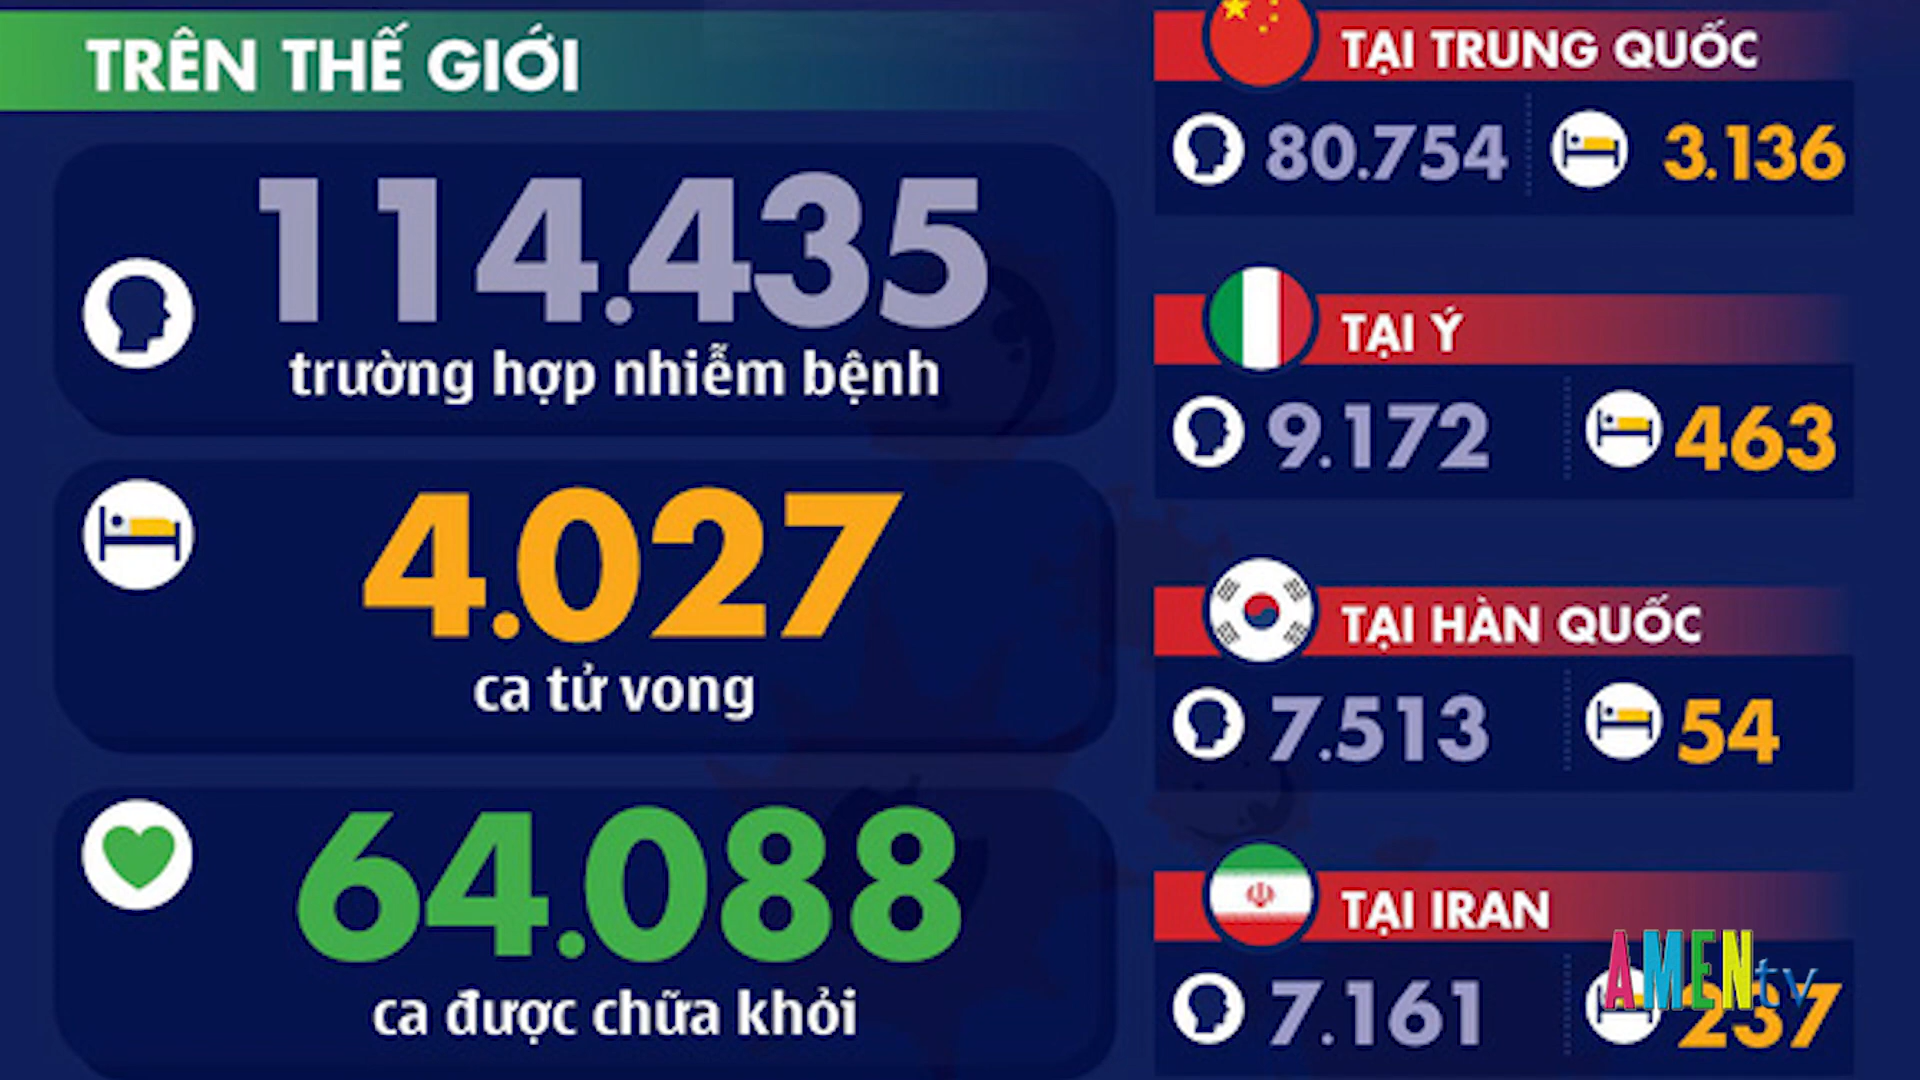 TRÊN THẾ GIỚI
114.435
trường hợp nhiễm bệnh
4.027
ca tử vong
64.088
ca được chữa khỏi
TẠI TRUNG QUỐC
80.754 3.136
TẠI Ý
9.172 463
TẠI HÀN QUỐC
7.513 54
TẠI IRAN
7.161 237
AMENtv